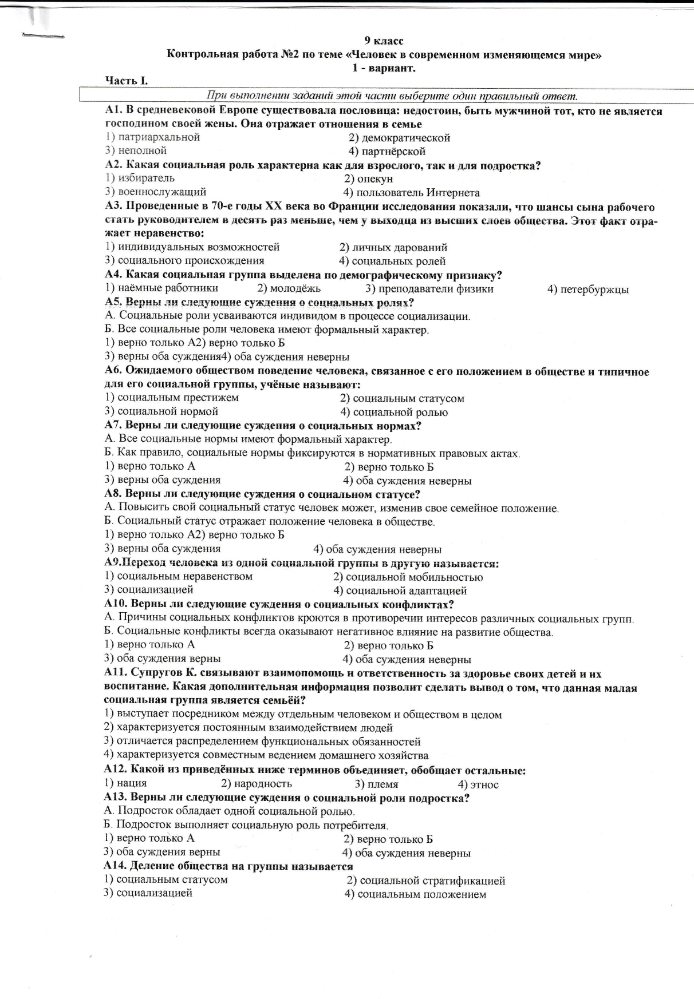 9 класс
Контрольная работа №2 по теме «Человек в современном изменяющемся мире»
1 - вариант.
Часть I.
При выполнении заданий этой части выберите один правильный ответ.
А1. В средневековой Европе существовала пословица: недостоин, быть мужчиной тот, кто не является
господином своей жены. Она отражает отношения в семье
1) патриархальной 2) демократической
3) неполной 4) партнёрской
А2. Какая социальная роль характерна как для взрослого, так и для подростка?
1) избиратель 2) опекун
3) военнослужащий 4) пользователь Интернета
А3. Проведенные в 70-е годы XX века во Франции исследования показали, что шансы сына рабочего
стать руководителем в десять раз меньше, чем у выходца из высших слоев общества. Этот факт отра-
жает неравенство:
1) индивидуальных возможностей 2) личных дарований
3) социального происхождения 4) социальных ролей
А4. Какая социальная группа выделена по демографическому признаку?
1) наёмные работники 2) молодёжь 3) преподаватели физики 4) петербуржцы
А5. Верны ли следующие суждения о социальных ролях?
А. Социальные роли усваиваются индивидом в процессе социализации.
Б. Все социальные роли человека имеют формальный характер.
1) верно только А2) верно только Б
3) верны оба суждения4) оба суждения неверны
А6. Ожидаемого обществом поведение человека, связанное с его положением в обществе и типичное
для его социальной группы, учёные называют:
1) социальным престижем 2) социальным статусом
3) социальной нормой 4) социальной ролью
А7. Верны ли следующие суждения о социальных нормах?
А. Все социальные нормы имеют формальный характер.
Б. Как правило, социальные нормы фиксируются в нормативных правовых актах.
1) верно только А 2) верно только Б
3) верны оба суждения 4) оба суждения неверны
А8. Верны ли следующие суждения о социальном статусе?
А. Повысить свой социальный статус человек может, изменив свое семейное положение.
Б. Социальный статус отражает положение человека в обществе.
1) верно только А2) верно только Б
3) верны оба суждения 4) оба суждения неверны
А9.Переход человека из одной социальной группы в другую называется:
1) социальным неравенством 2) социальной мобильностью
3) социализацией 4) социальной адаптацией
А10. Верны ли следующие суждения о социальных конфликтах?
А. Причины социальных конфликтов кроются в противоречии интересов различных социальных групп.
Б. Социальные конфликты всегда оказывают негативное влияние на развитие общества.
1) верно только А 2) верно только Б
3) оба суждения верны 4) оба суждения неверны
А11. Супругов К. связывают взаимопомощь и ответственность за здоровье своих детей и их
воспитание. Какая дополнительная информация позволит сделать вывод о том, что данная малая
социальная группа является семьёй?
1) выступает посредником между отдельным человеком и обществом в целом
2) характеризуется постоянным взаимодействием людей
3) отличается распределением функциональных обязанностей
4) характеризуется совместным ведением домашнего хозяйства
А12. Какой из приведённых ниже терминов объединяет, обобщает остальные:
1) нация 2) народность 3) племя 4) этнос
А13. Верны ли следующие суждения о социальной роли подростка?
А. Подросток обладает одной социальной ролью.
Б. Подросток выполняет социальную роль потребителя.
1) верно только А 2) верно только Б
3) оба суждения верны 4) оба суждения неверны
А14. Деление общества на группы называется
1) социальным статусом 2) социальной стратификацией
3) социализацией 4) социальным положением